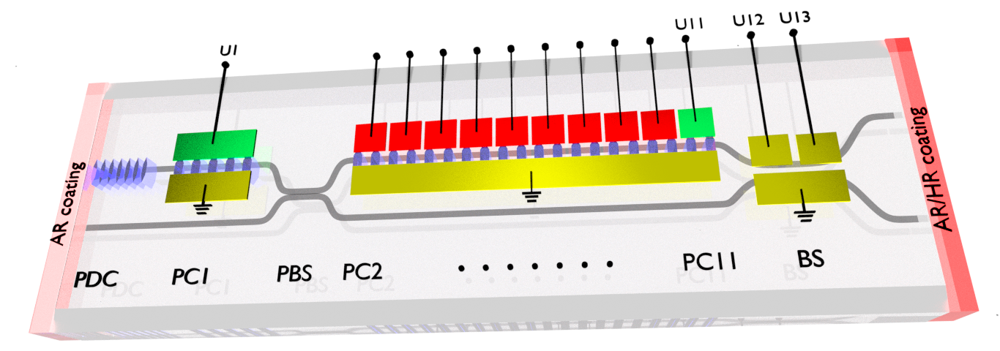 U1
U11
U12
U13
AR coating
AR/HR coating
PDC
PC1
PBS
PC2
.......
PC11
BS